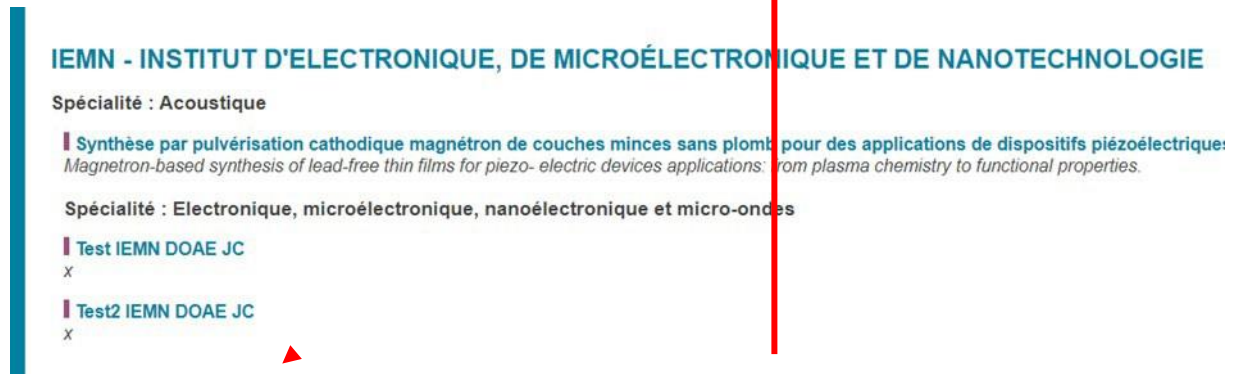 IEMN - INSTITUT D'ELECTRONIQUE, DE MICROÉLECTRONIQUE ET DE NANOTECHNOLOGIE
Spécialité : Acoustique
Synthèse par pulvérisation cathodique magnétron de couches minces sans plomb pour des applications de dispositifs piézoélectriques
Magnetron-based synthesis of lead-free thin films for piezo- electric devices applications: from plasma chemistry to functional properties.
Spécialité : Electronique, microélectronique, nanoélectronique et micro-ondes
Test IEMN DOAE JC
x
Test2 IEMN DOAE JC
x